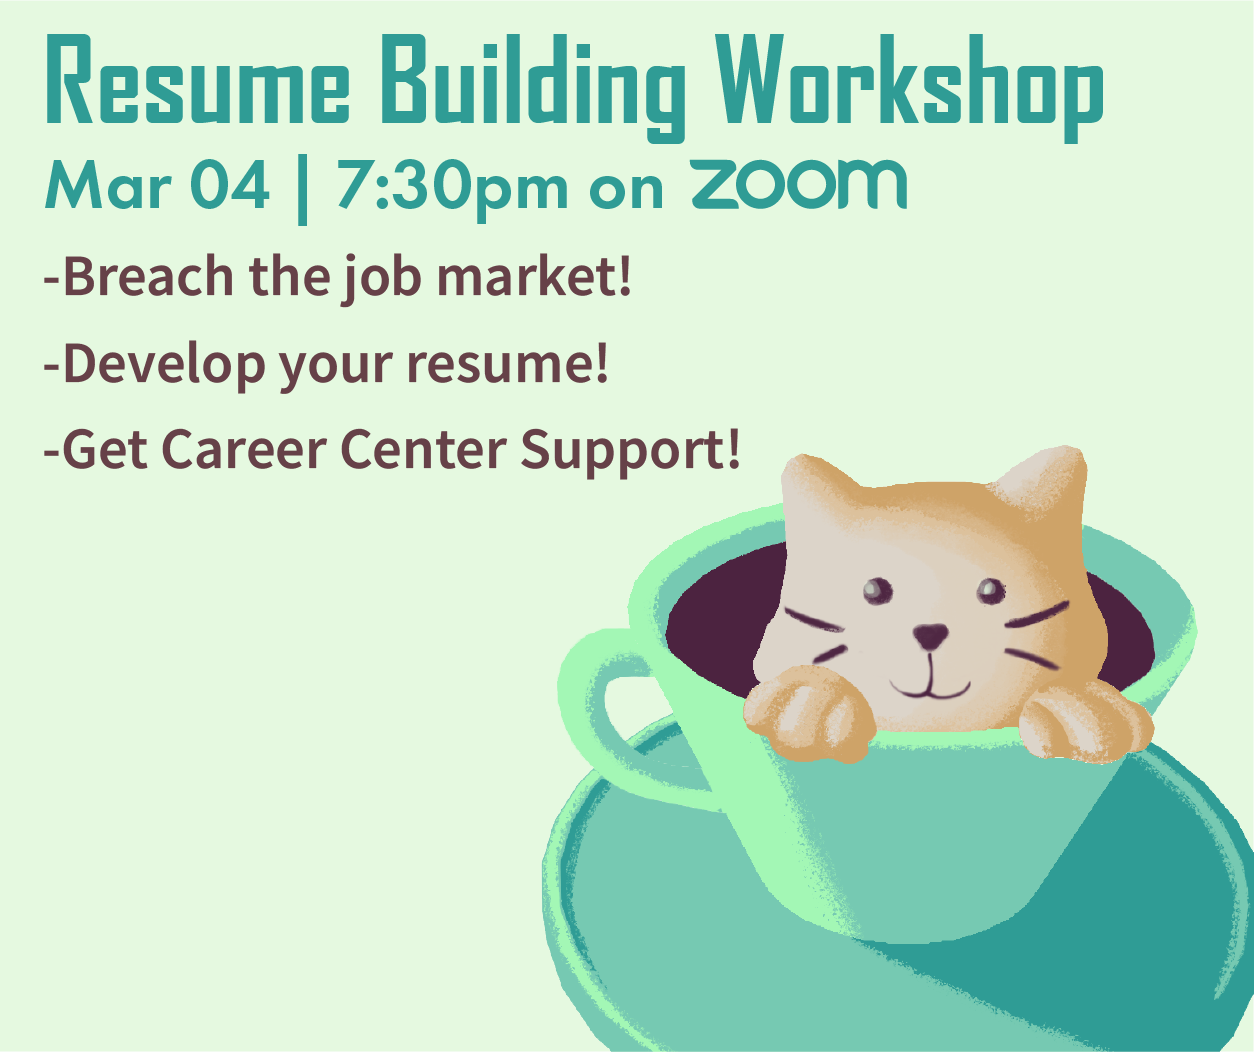 Resume Building Workshop
Mar 04 | 7:30pm on zoom
-Breach the job market!
-Develop your resume!
-Get Career Center Support!